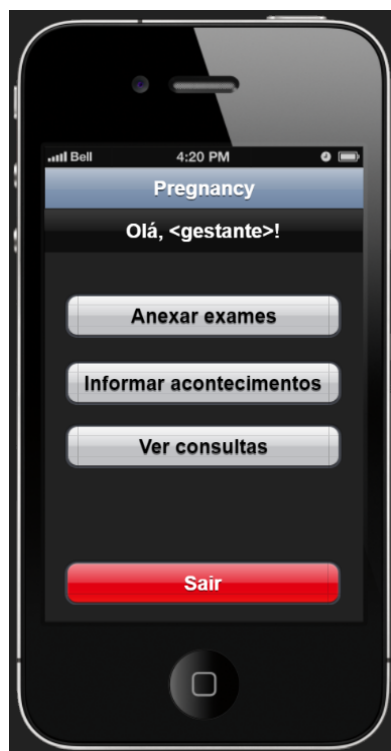 Bell 4:20 PM
Pregnancy
Olá, <gestante>!
Anexar exames
Informar acontecimentos
Ver consultas
Sair